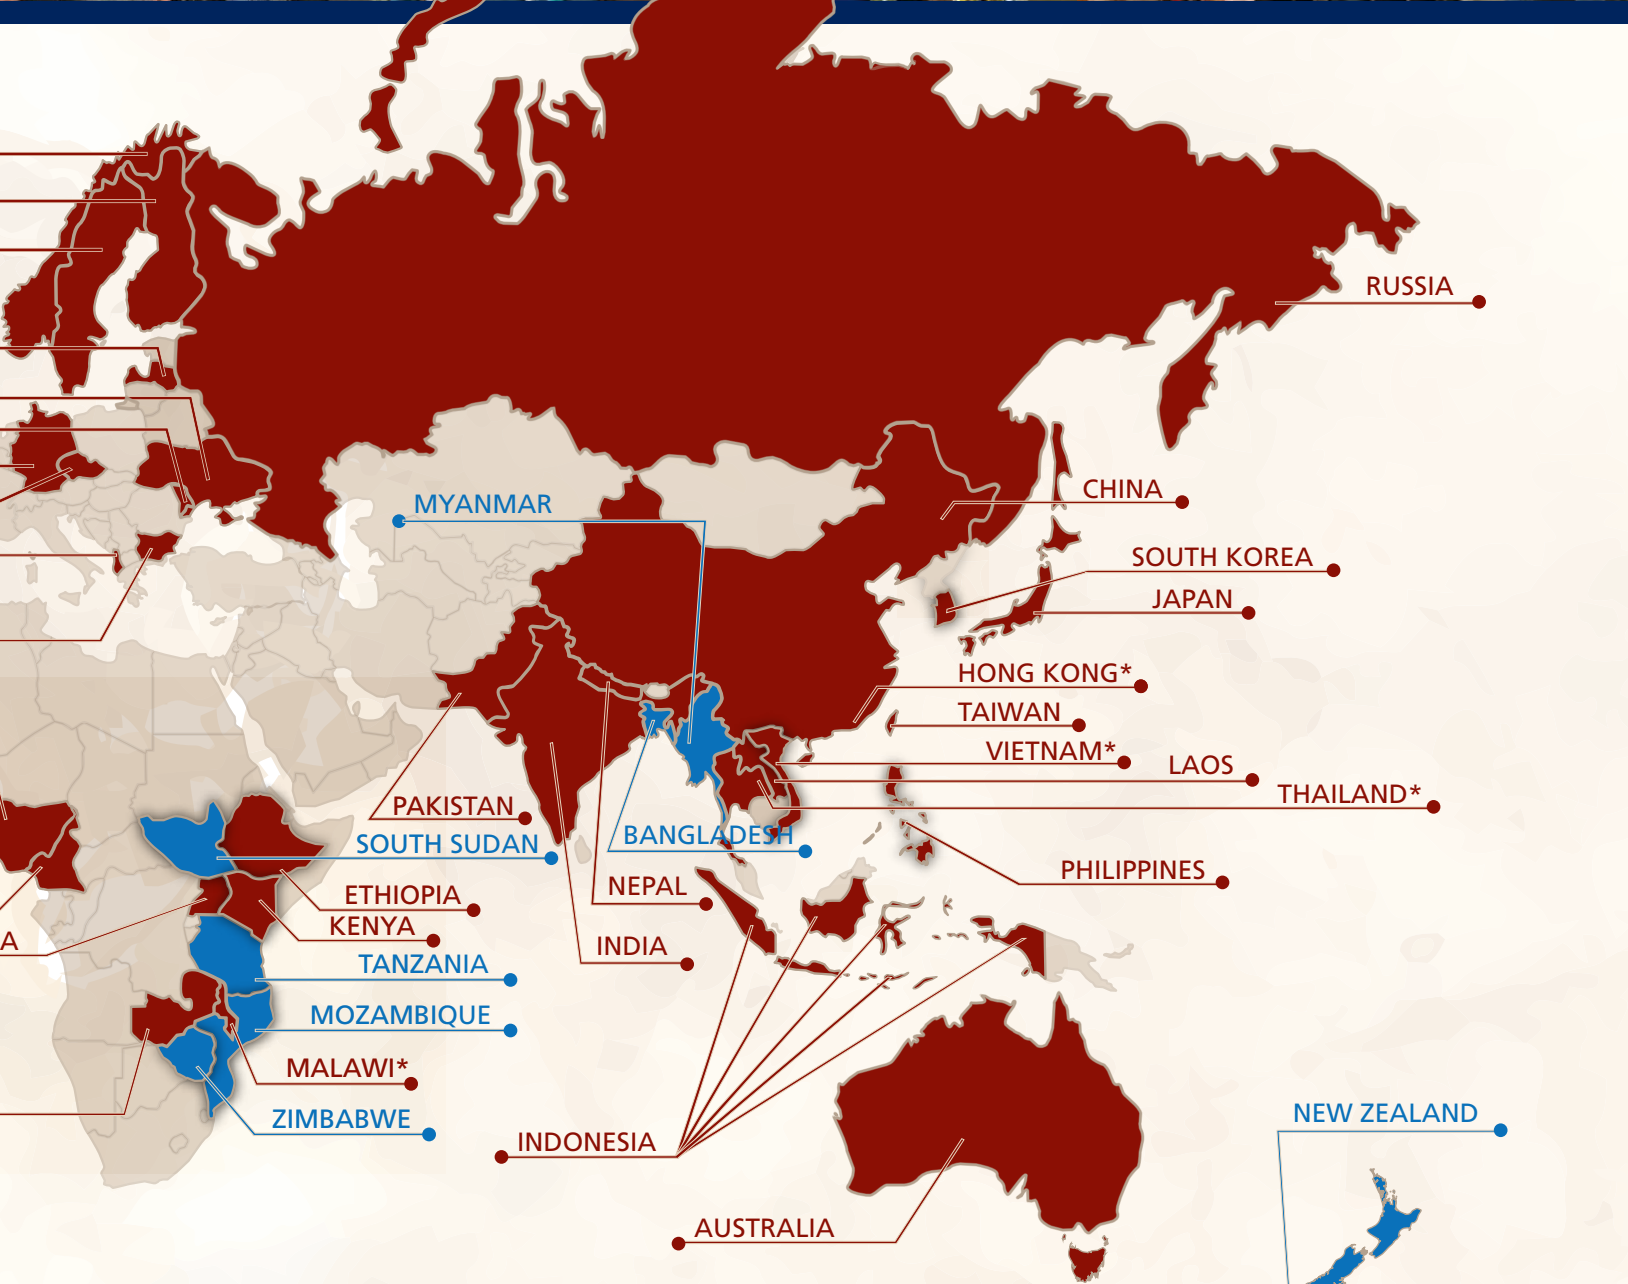 RUSSIA
MYANMAR
CHINA
SOUTH KOREA
JAPAN
HONG KONG*
TAIWAN
VIETNAM*
LAOS
THAILAND*
PAKISTAN
SOUTH SUDAN
BANGLADESH
PHILIPPINES
NEPAL
ETHIOPIA
KENYA
A
INDIA
TANZANIA
MOZAMBIQUE
MALAWI*
ZIMBABWE
NEW ZEALAND
INDONESIA
AUSTRALIA